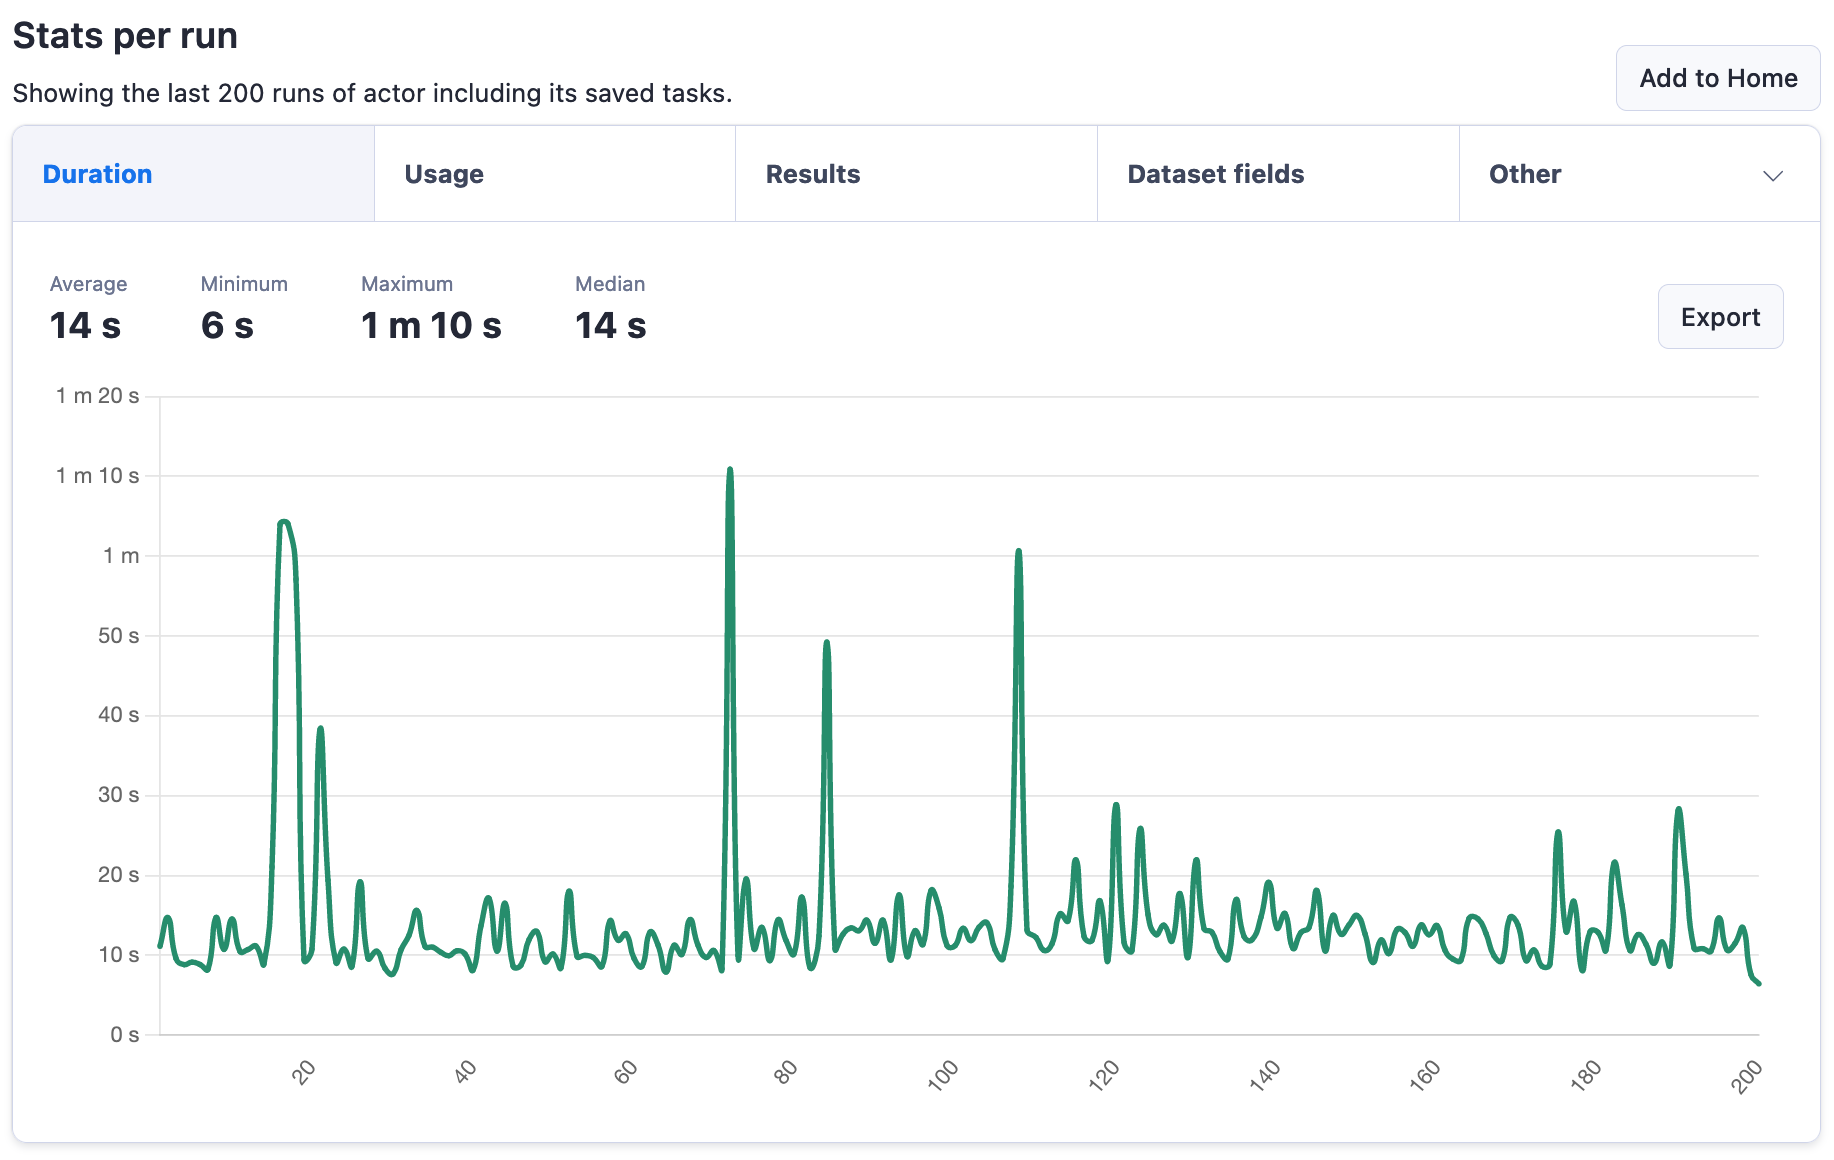 Stats per run
Add to Home
Showing the last 200 runs of actor including its saved tasks.
Duration
Usage
Results
Dataset fields
Other
Average
Minimum
Maximum
Median
14 s
6 s
1 m 10 s
14 s
Export
1 m 20 s
1 m 10 s
1 m
50 s
40 s
30 s
20 s
10 s
0 s
20
40
60
80
100
120
140
160
180
200